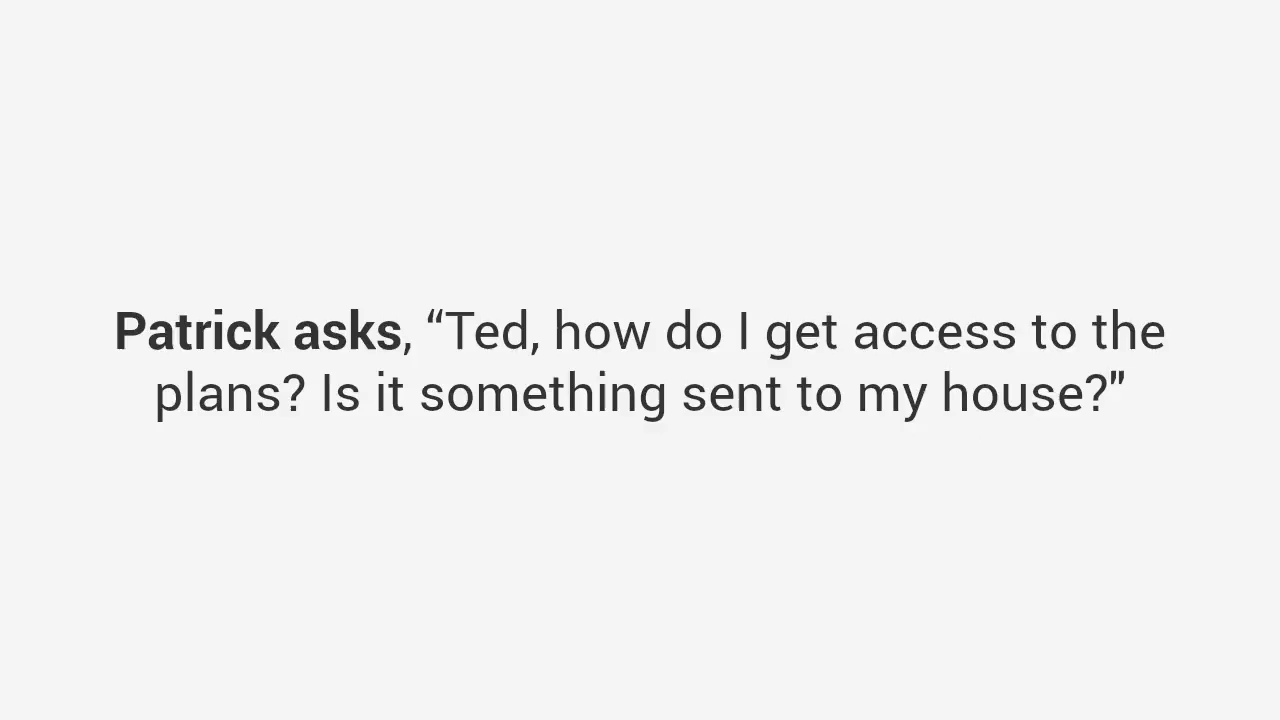 Patrick asks, “Ted, how do I get access to the
plans? Is it something sent to my house?"